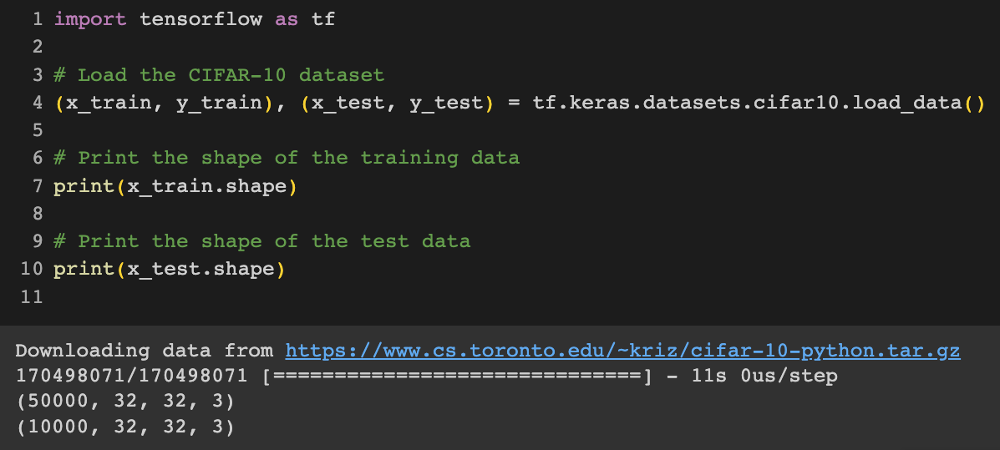 1 import tensorflow as tf
2
3 # Load the CIFAR-10 dataset
4 (x_train, y_train), (x_test, y_test) = tf.keras.datasets.cifar10.load_data()
5
6 # Print the shape of the training data
7 print(x_train.shape)
8
9 # Print the shape of the test data
10 print(x_test.shape)
11
Downloading data from https://www.cs.toronto.edu/~kriz/cifar-10-python.tar.gz
170498071/170498071 [==============================] - 11s 0us/step
(50000, 32, 32, 3)
(10000, 32, 32, 3)